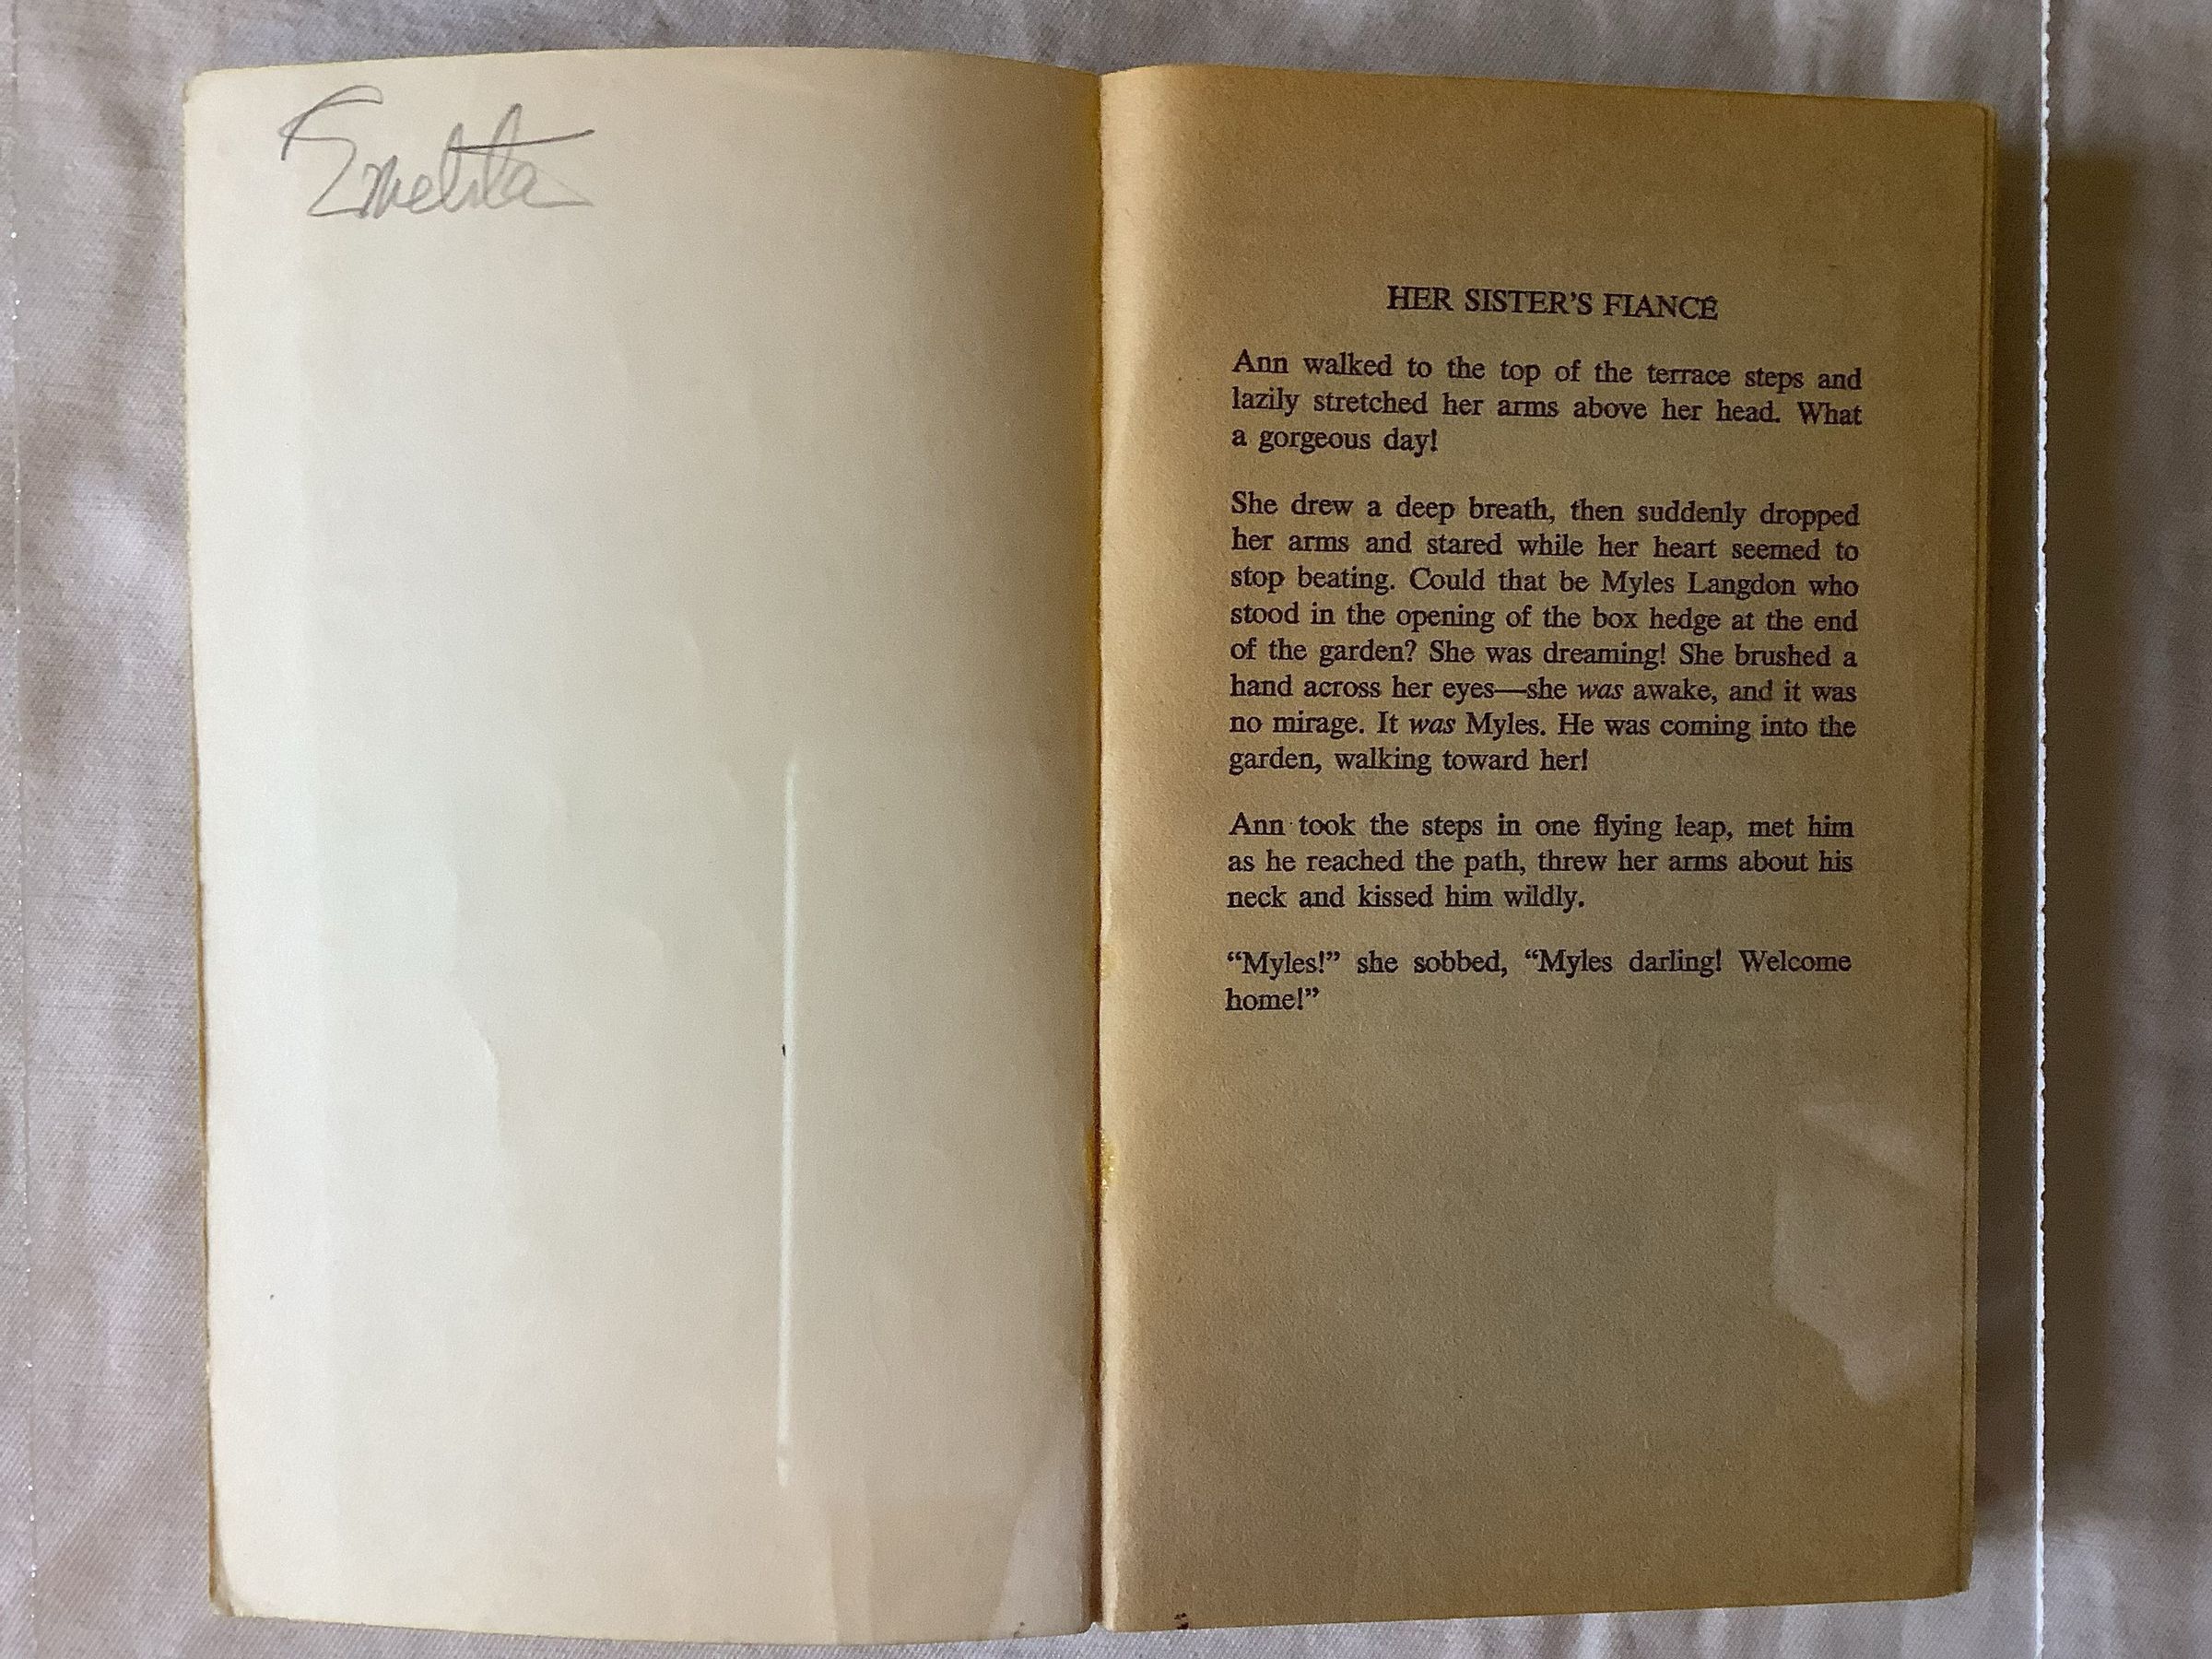 Emelita
HER SISTER'S FIANCÉ
Ann walked to the top of the terrace steps and
lazily stretched her arms above her head. What
a gorgeous day!
She drew a deep breath, then suddenly dropped
her arms and stared while her heart seemed to
stop beating. Could that be Myles Langdon who
stood in the opening of the box hedge at the end
of the garden? She was dreaming! She brushed a
hand across her eyes—she was awake, and it was
no mirage. It was Myles. He was coming into the
garden, walking toward her!
Ann took the steps in one flying leap, met him
as he reached the path, threw her arms about his
neck and kissed him wildly.
“Myles!” she sobbed, “Myles darling! Welcome
home!”